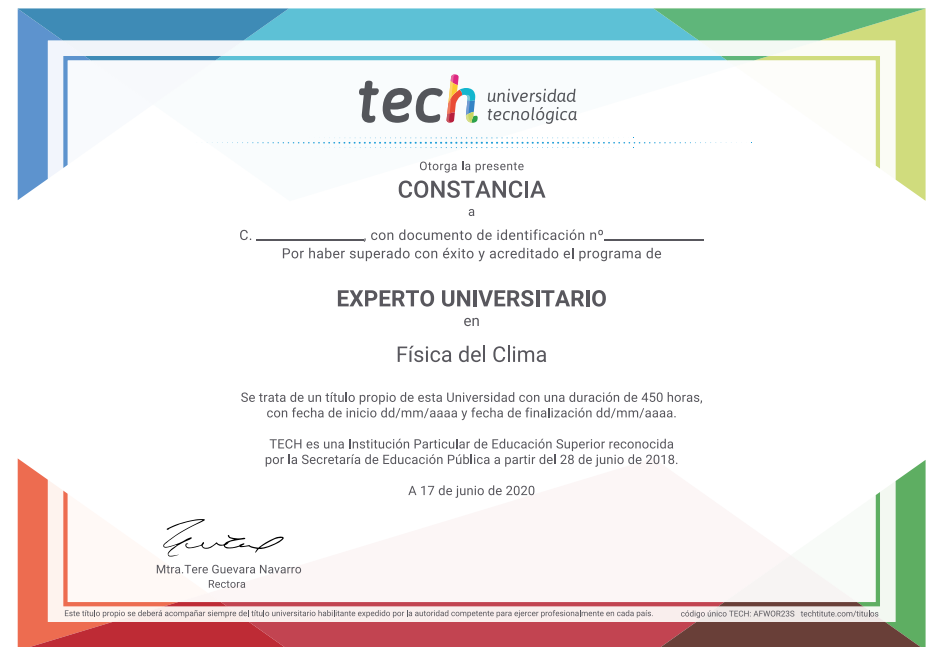 tech universidad
tecnológica
Otorga la presente
CONSTANCIA
a
C. ________________, con documento de identificación nº______________
Por haber superado con éxito y acreditado el programa de
EXPERTO UNIVERSITARIO
en
Física del Clima
Se trata de un título propio de esta Universidad con una duración de 450 horas,
con fecha de inicio dd/mm/aaaa y fecha de finalización dd/mm/aaaa.
TECH es una Institución Particular de Educación Superior reconocida
por la Secretaría de Educación Pública a partir del 28 de junio de 2018.
A 17 de junio de 2020
Mtra.Tere Guevara Navarro
Rectora
Este título propio se deberá acompañar siempre del título universitario habilitante expedido por la autoridad competente para ejercer profesionalmente en cada país. código único TECH: AFWOR23S techtitute.com/titulos